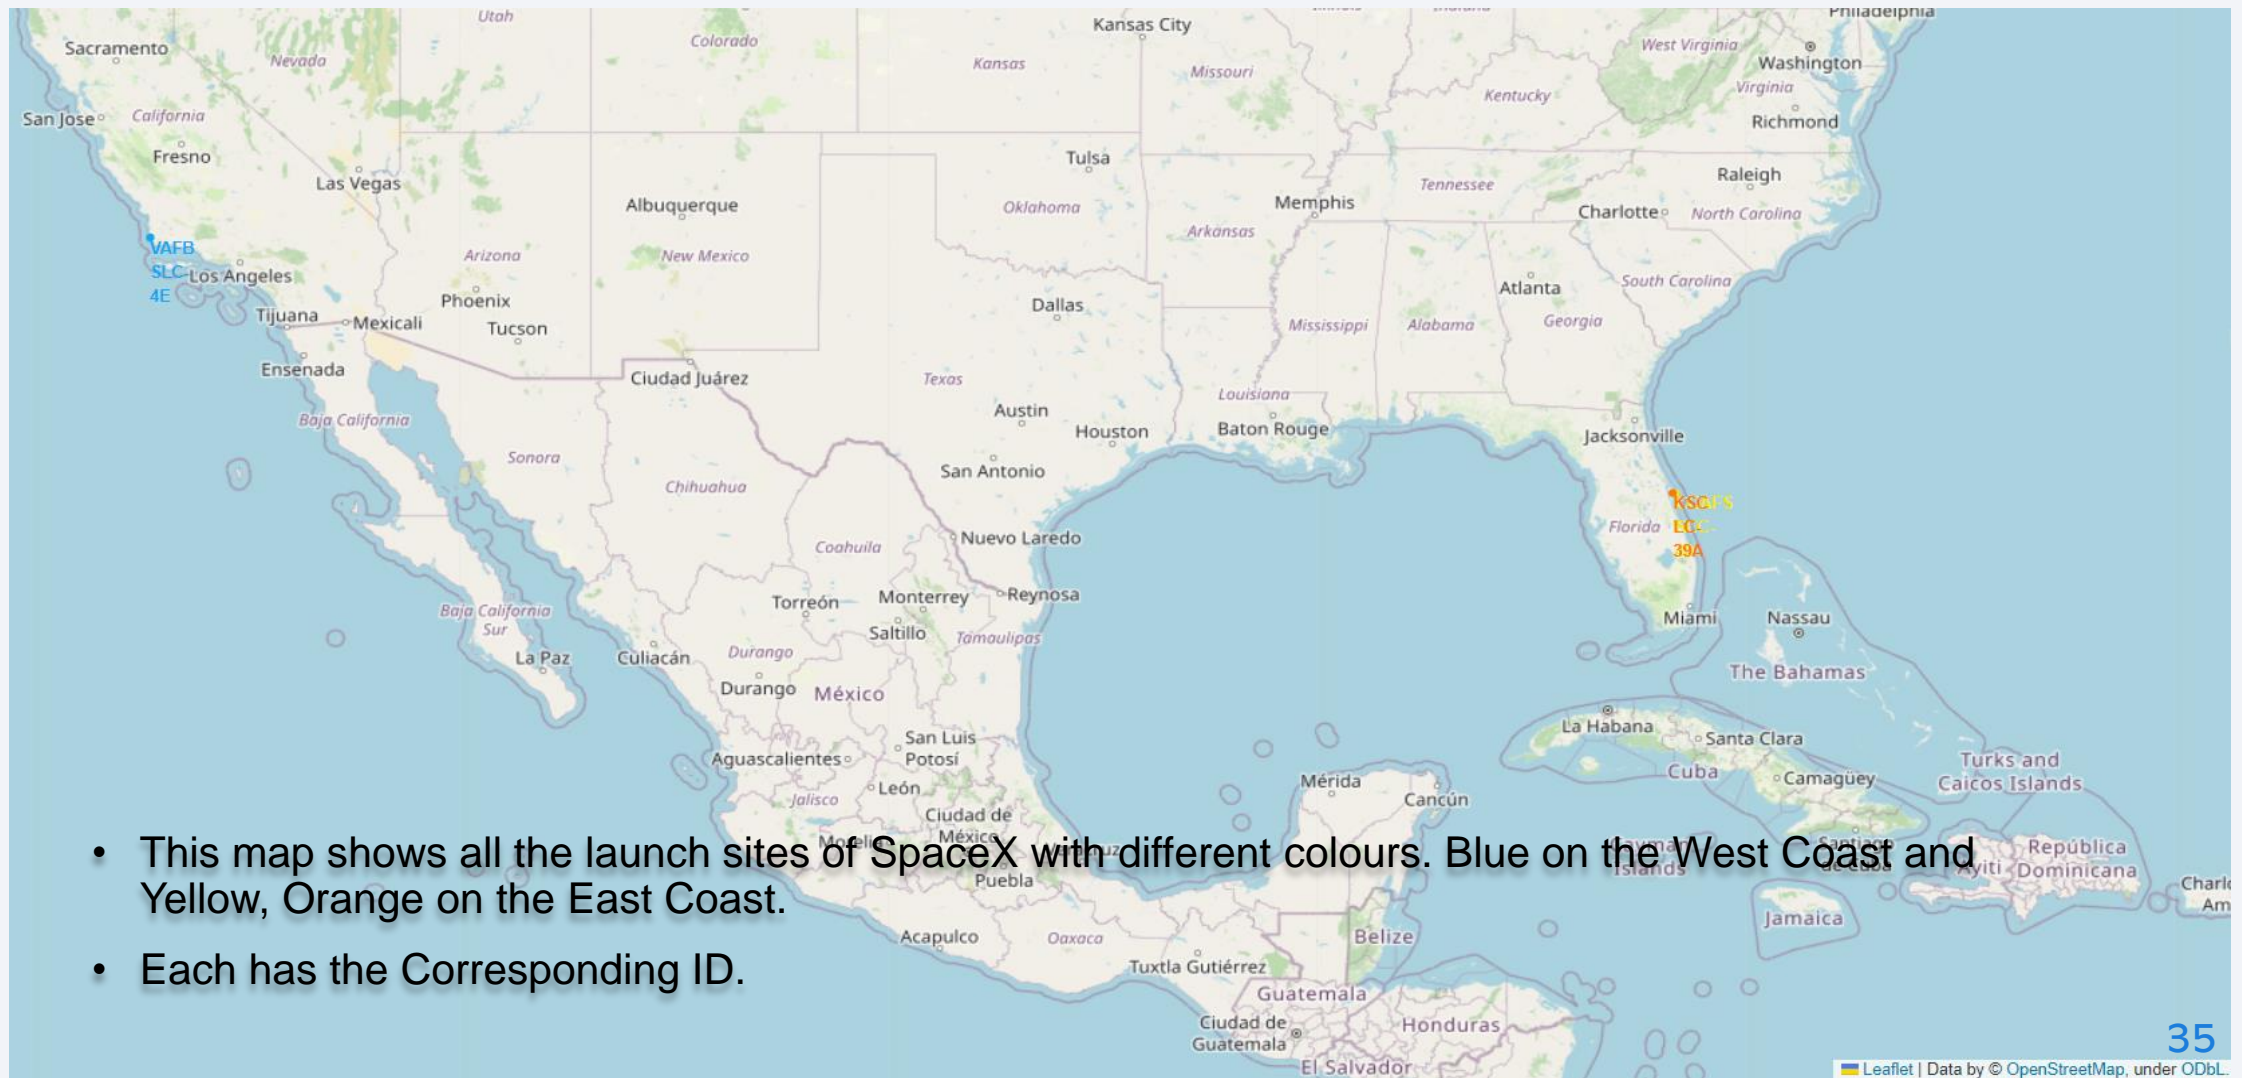 Utah
Colorado
Kansas City
Philadelphia
Sacramento
Nevada
Kansas
Missouri
West Virginia
Washington
Virginia
Kentucky
San Jose
California
Richmond
Fresno
Las Vegas
Tulsa
Tennessee
Raleigh
Albuquerque
Oklahoma
Memphis
Charlotte
North Carolina
Arkansas
VAFB
SLC-
4E
Los Angeles
Arizona
New Mexico
Phoenix
Atlanta
South Carolina
Tijuana
Mexicali
Tucson
Dallas
Mississippi
Alabama
Georgia
Ensenada
Ciudad Juárez
Texas
Louisiana
Baja California
Austin
Houston
Baton Rouge
Jacksonville
Sonora
San Antonio
Chihuahua
KSC
LC-
39A
Florida
Coahuila
Nuevo Laredo
Torreón
Monterrey
Reynosa
Baja California
Sur
Saltillo
Tamaulipas
Miami
Nassau
La Paz
Culiacán
Durango
The Bahamas
Durango
México
La Habana
Santa Clara
San Luis
Potosí
Aguascalientes
Cuba
Camagüey
Turks and
Caicos Islands
Jalisco
León
Mérida
Cancún
Ciudad de
México
• This map shows all the launch sites of SpaceX with different colours. Blue on the West Coast and
Yellow, Orange on the East Coast.
Morelia
Cayman
Islands
Santiago
de Cuba
Ayiti
República
Dominicana
Puebla
Jamaica
Acapulco
Oaxaca
Belize
• Each has the Corresponding ID.
Tuxtla Gutiérrez
Guatemala
Ciudad de
Guatemala
Honduras
El Salvador
35
Leaflet | Data by © OpenStreetMap, under ODbL.